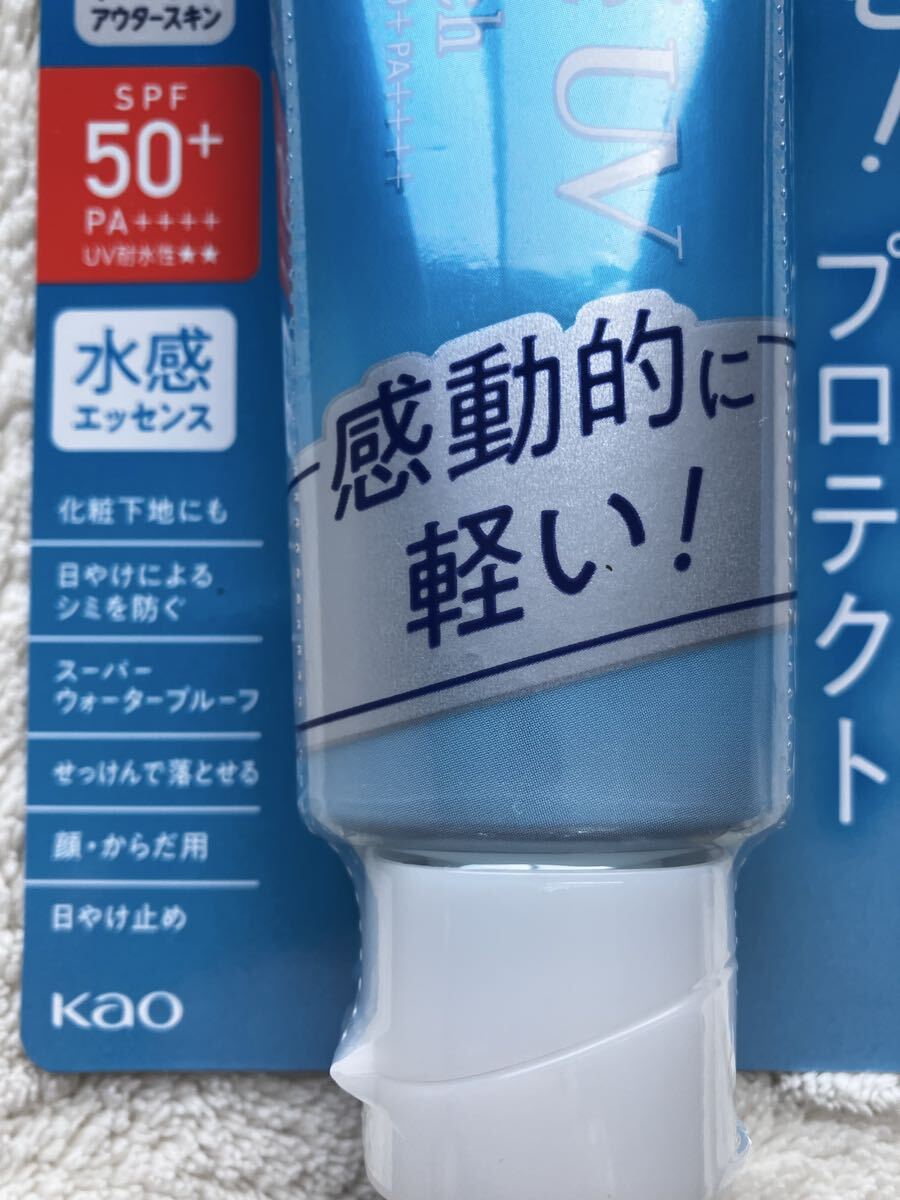 アウタースキン
SPF
50+
PA++++
UV耐水性★★
水感
エッセンス
化粧下地にも
日やけによる
シミを防ぐ
スーパー
ウォータープルーフ
せっけんで落とせる
顔・からだ用
日やけ止め
Kao
UV
PA++++
感動的に
軽い!
! プロテクト